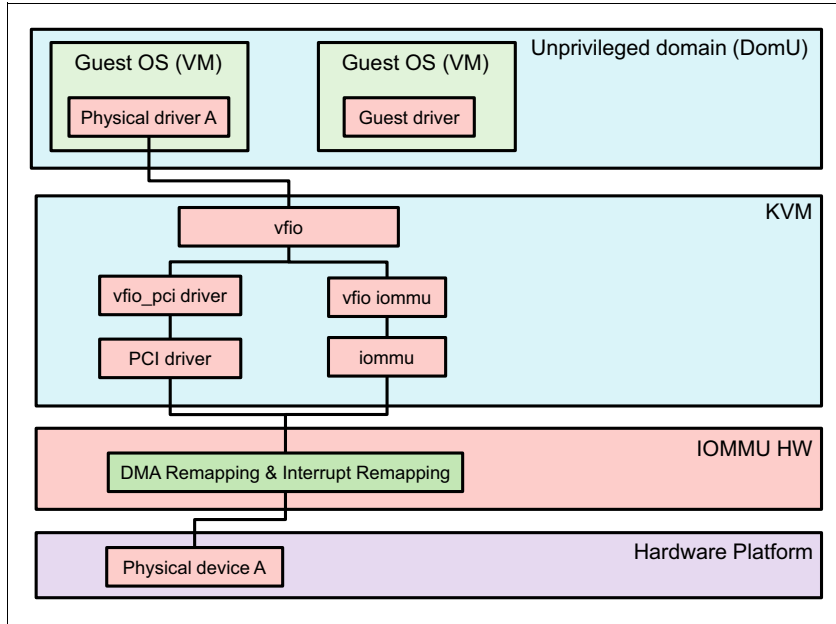 Unprivileged domain (DomU)
Guest OS (VM)
Guest OS (VM)
Physical driver A
Guest driver
KVM
vfio
vfio_pci driver
vfio iommu
PCI driver
iommu
IOMMU HW
DMA Remapping & Interrupt Remapping
Hardware Platform
Physical device A